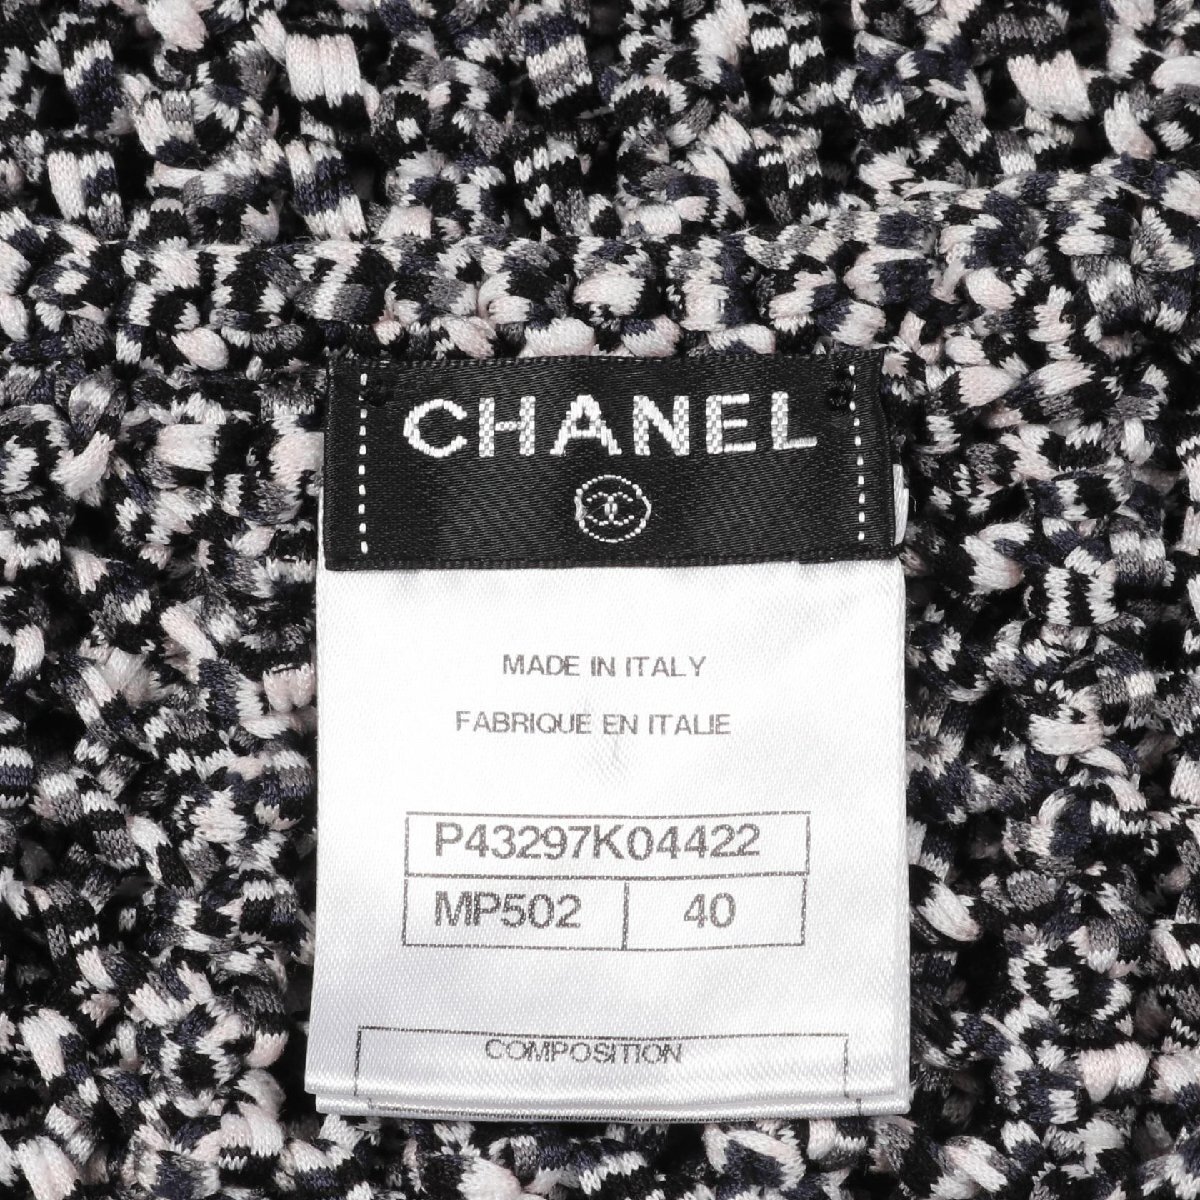 CHANEL
MADE IN ITALY
FABRIQUE EN ITALIE
P43297K04422
MP502 40
COMPOSITION